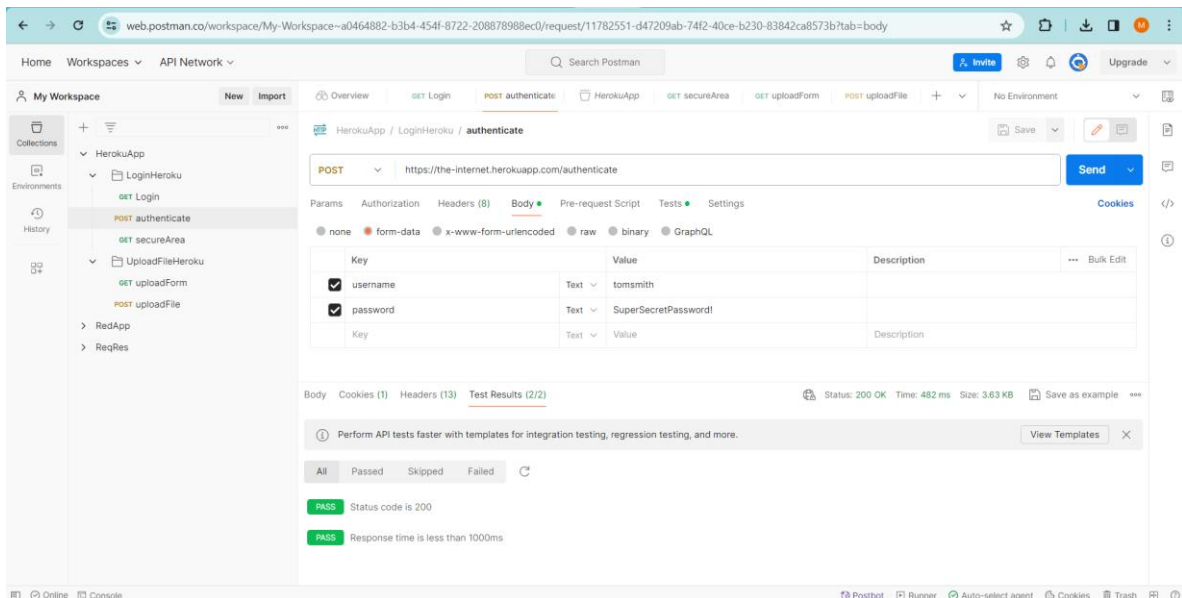 web.postman.co/workspace/My-Workspace~a0464882-b3b4-454f-8722-208878988ec0/request/11782551-d47209ab-74f2-40ce-b230-83842ca8573b?tab=body
M
Home Workspaces API Network Search Postman Invite Upgrade
My Workspace New Import Overview GET Login POST authenticate HerokuApp GET secureArea GET uploadForm POST uploadFile No Environment
Collections
HTTP HerokuApp / LoginHeroku / authenticate Save
HerokuApp
LoginHeroku
POST https://the-internet.herokuapp.com/authenticate Send
Environments
GET Login
Params Authorization Headers (8) Body Pre-request Script Tests Settings Cookies
POST authenticate
History
GET secureArea
none form-data x-www-form-urlencoded raw binary GraphQL
UploadFileHeroku
Key Value Description Bulk Edit
GET uploadForm
username Text tomsmith
POST uploadFile
password Text SuperSecretPassword!
RedApp
Key Text Value Description
ReqRes
Body Cookies (1) Headers (13) Test Results (2/2) Status: 200 OK Time: 482 ms Size: 3.63 KB Save as example
Perform API tests faster with templates for integration testing, regression testing, and more. View Templates
All Passed Skipped Failed
PASS Status code is 200
PASS Response time is less than 1000ms
Online Console Postbot Runner Auto-select agent Cookies Trash